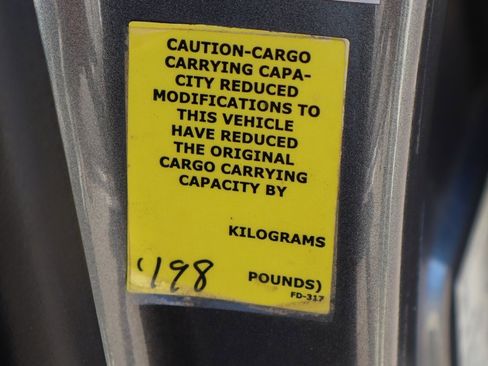 CAUTION-CARGO
CARRYING CAPA-
CITY REDUCED
MODIFICATIONS TO
THIS VEHICLE
HAVE REDUCED
THE ORIGINAL
CARGO CARRYING
CAPACITY BY
KILOGRAMS
198 POUNDS)
FD-317